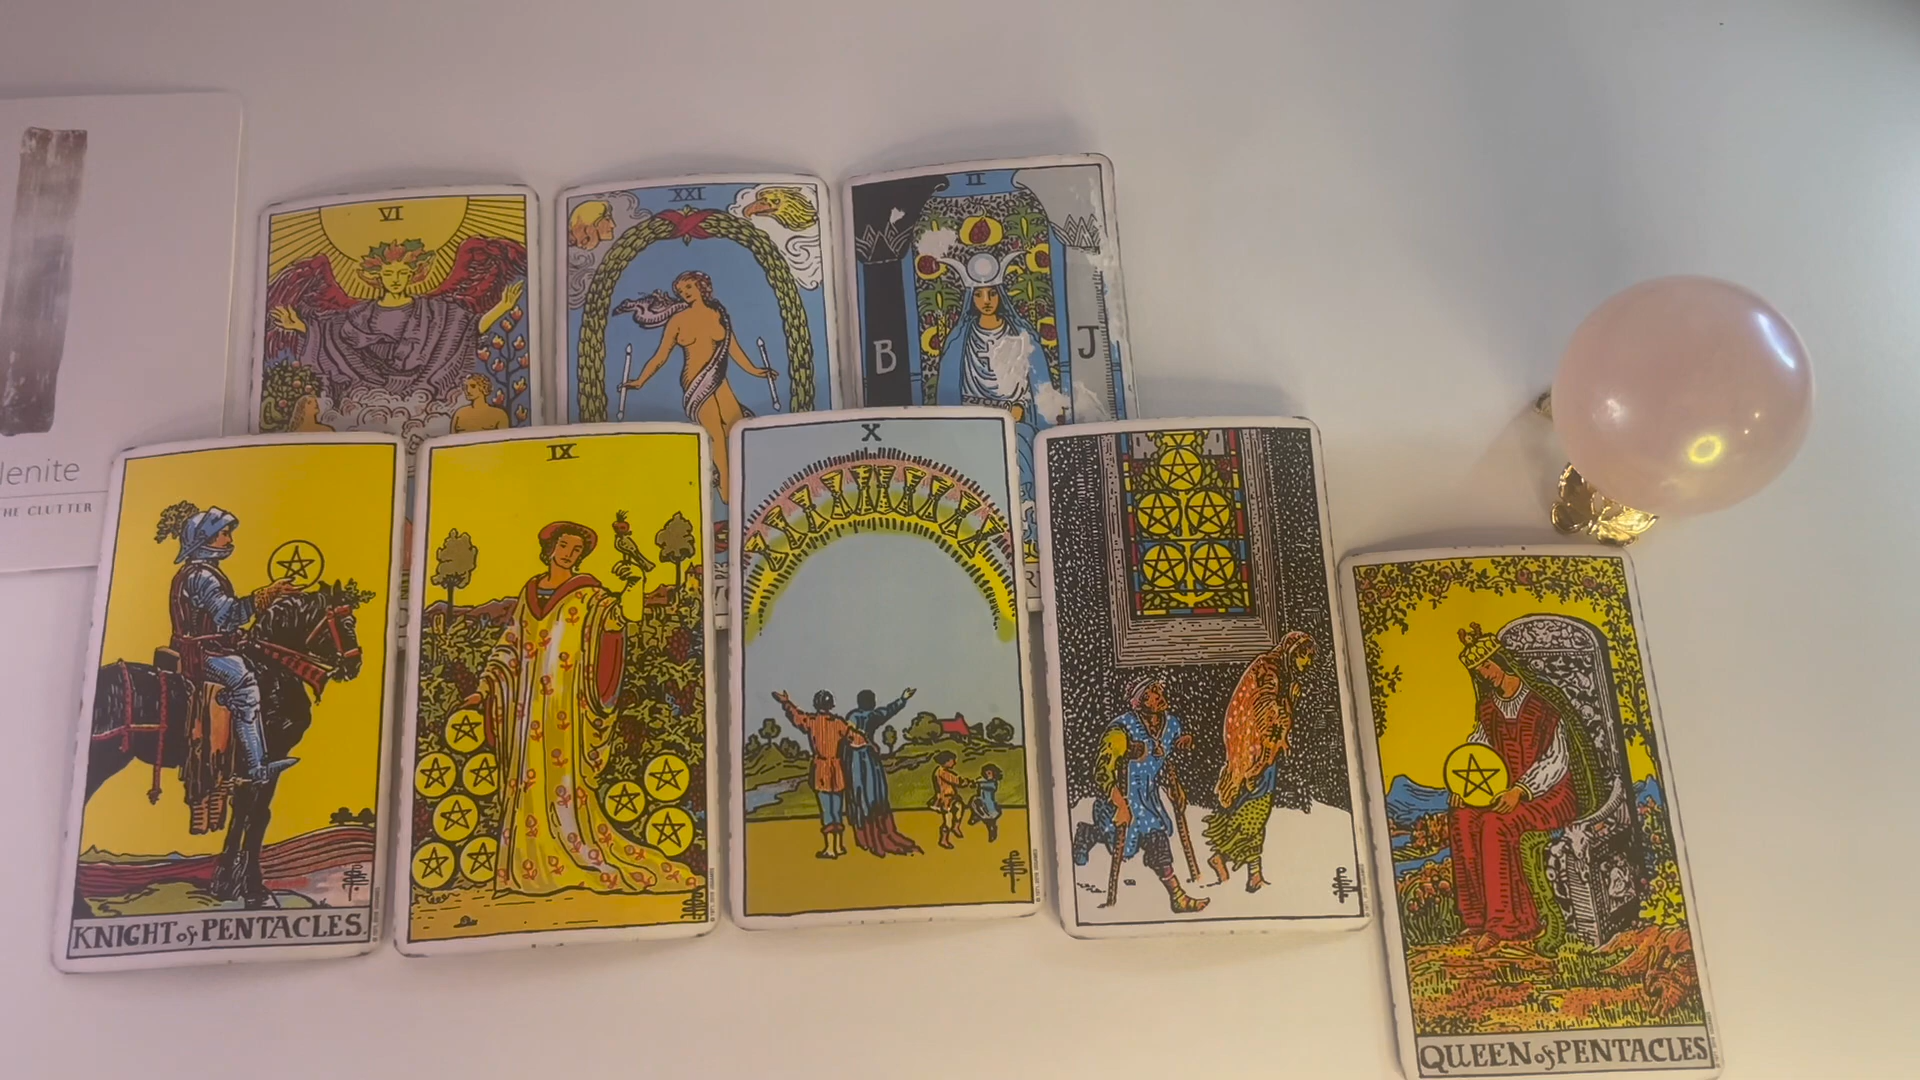 VI
XXI
II
B
J
lenite
HE CLUTTER
IX
X
KNIGHT of PENTACLES.
QUEEN of PENTACLES